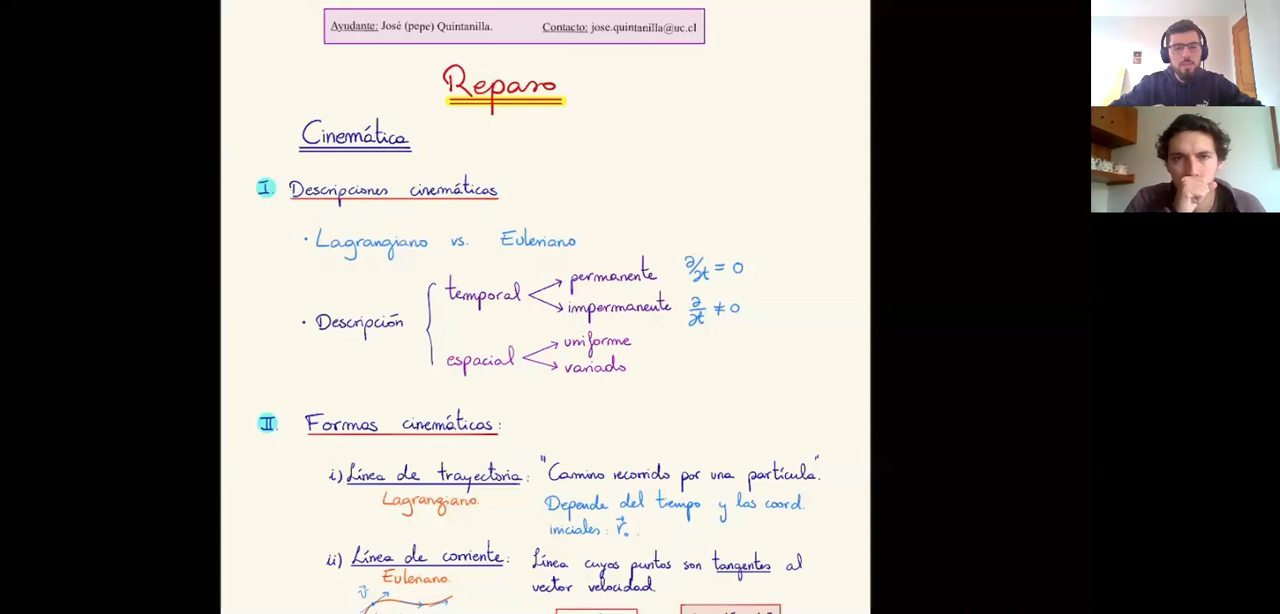 Ayudante: José (pepe) Quintanilla. Contacto: jose.quintanilla@uc.cl
Repaso
Cinemática
I. Descripciones cinemáticas
· Lagrangiano vs. Euleriano
· Descripción
temporal
permanente ∂/∂t = 0
impermanente ∂/∂t ≠ 0
espacial
uniforme
variado
II. Formas cinemáticas:
i) Línea de trayectoria: "Camino recorrido por una partícula".
Lagrangiano.
Depende del tiempo y las coord.
iniciales: r⃗₀.
ii) Línea de corriente: Línea cuyos puntos son tangentes al
Euleriano.
vector velocidad.
v⃗